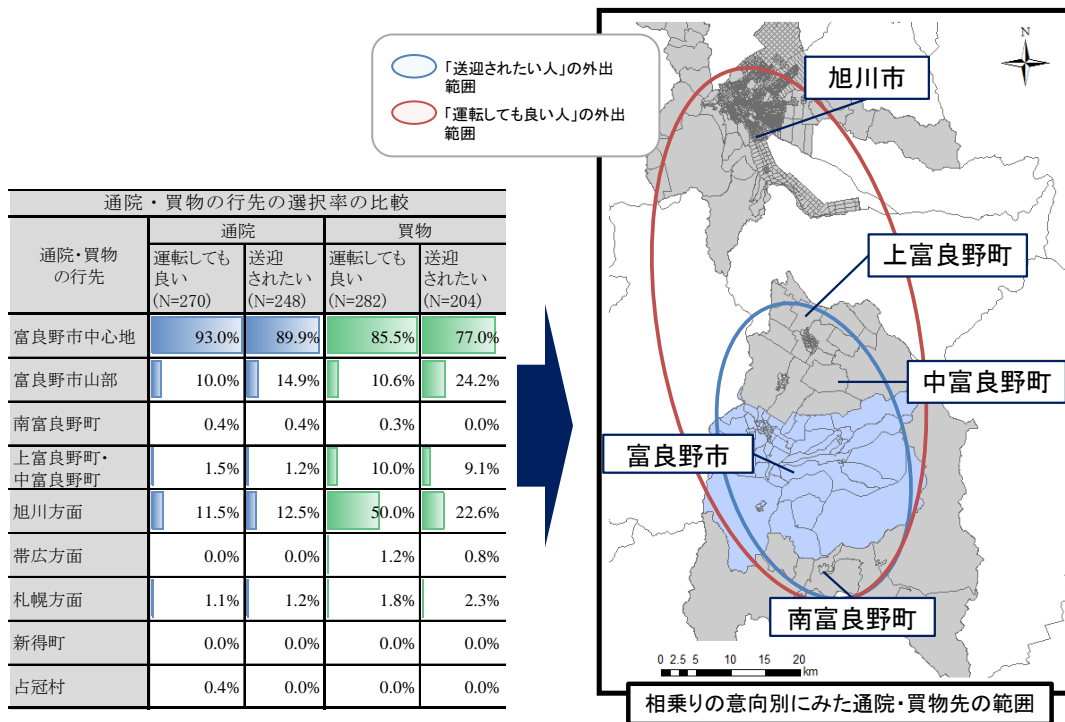 「送迎されたい人」の外出
範囲
「運転しても良い人」の外出
範囲
通院・買物の行先の選択率の比較
通院・買物
の行先
通院
買物
運転しても
良い
(N=270)
送迎
されたい
(N=248)
運転しても
良い
(N=282)
送迎
されたい
(N=204)
富良野市中心地 93.0% 89.9% 85.5% 77.0%
富良野市山部 10.0% 14.9% 10.6% 24.2%
南富良野町 0.4% 0.4% 0.3% 0.0%
上富良野町・
中富良野町 1.5% 1.2% 10.0% 9.1%
旭川方面 11.5% 12.5% 50.0% 22.6%
帯広方面 0.0% 0.0% 1.2% 0.8%
札幌方面 1.1% 1.2% 1.8% 2.3%
新得町 0.0% 0.0% 0.0% 0.0%
占冠村 0.4% 0.0% 0.0% 0.0%
N
旭川市
上富良野町
中富良野町
富良野市
南富良野町
0 2.5 5 10 15 20
km
相乗りの意向別にみた通院・買物先の範囲